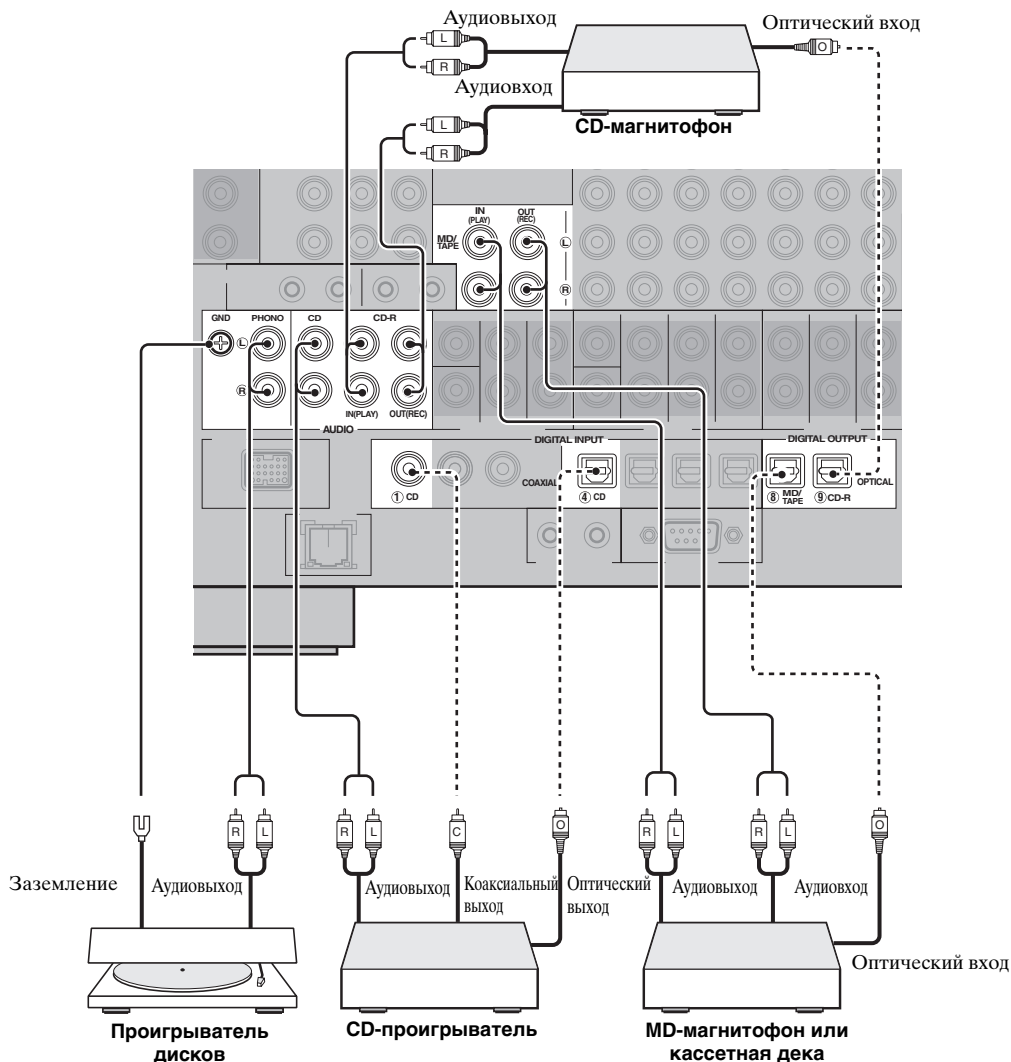 Аудиовыход
Оптический вход
L
R
O
Аудиовход
L
R
CD-магнитофон
IN
(PLAY)
OUT
(REC)
MD/
TAPE
L
R
GND
PHONO
CD
CD-R
L
R
IN(PLAY)
OUT(REC)
AUDIO
DIGITAL INPUT
DIGITAL OUTPUT
COAXIAL
OPTICAL
① CD
④ CD
⑧ MD/
TAPE
⑨ CD-R
R L
R L
C
O
R L
R L
O
Заземление
Аудиовыход
Аудиовыход
Коаксиальный
выход
Оптический
выход
Аудиовыход
Аудиовход
Оптический вход
Проигрыватель
дисков
CD-проигрыватель
MD-магнитофон или
кассетная дека